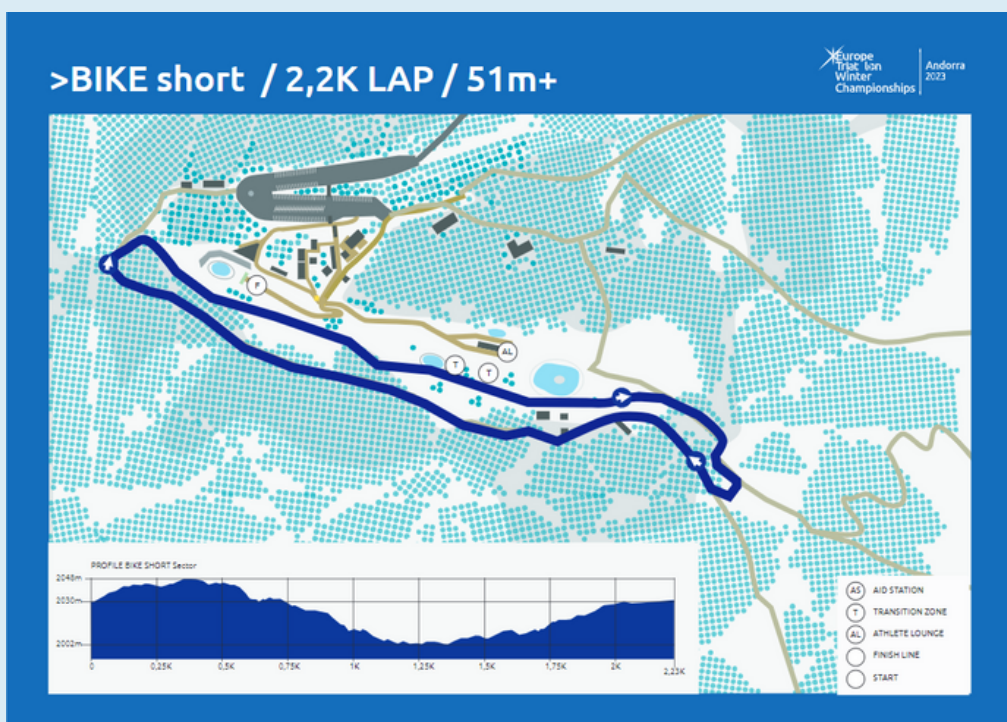 >BIKE short / 2,2K LAP / 51m+
Europe
Triathlon
Winter
Championships
Andorra
2023
F
AL
T
T
PROFILE BIKE SHORT Sector
2048m
2030m
2002m
0
0,25K
0,5K
0,75K
1K
1,25K
1,5K
1,75K
2K
2,23K
AS AID STATION
T TRANSITION ZONE
AL ATHLETE LOUNGE
FINISH LINE
START